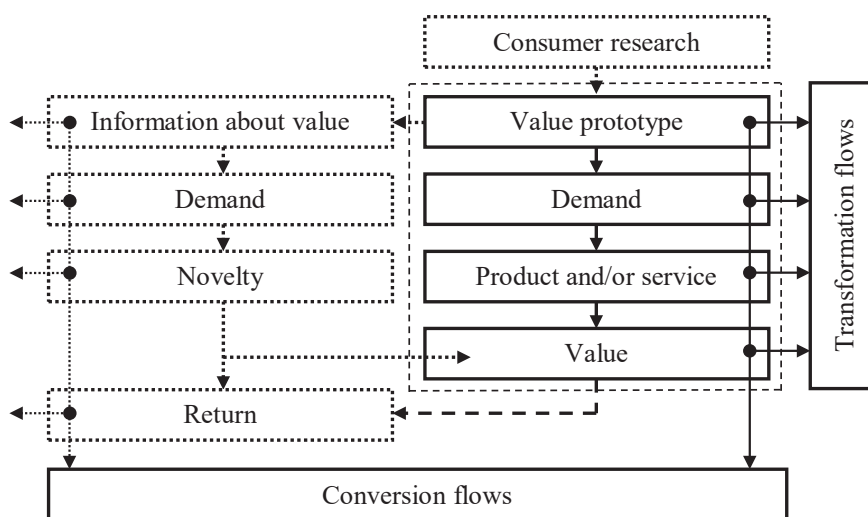 Consumer research
Information about value
Value prototype
Demand
Demand
Novelty
Product and/or service
Value
Return
Transformation flows
Conversion flows